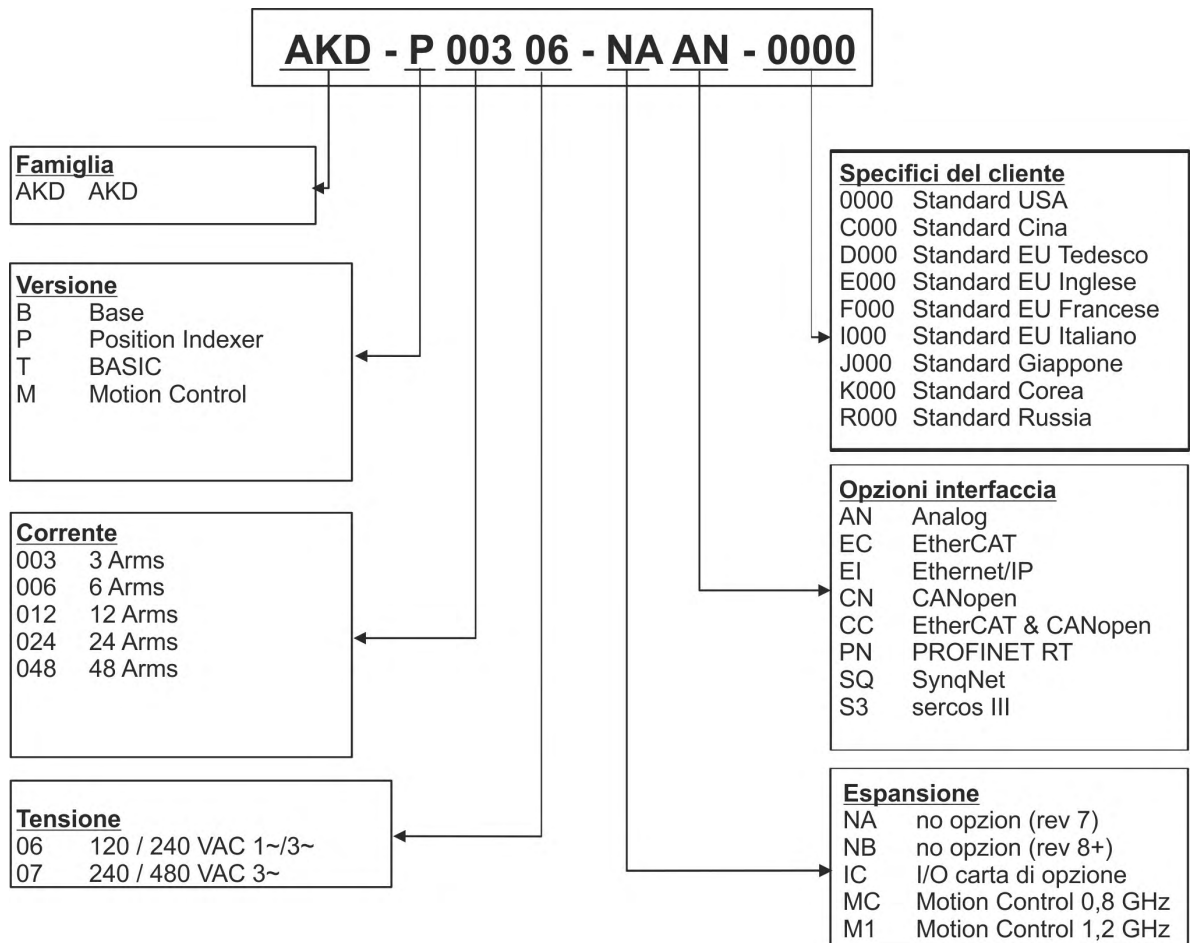 AKD - P 003 06 - NA AN - 0000
Famiglia
AKD AKD
Versione
B Base
P Position Indexer
T BASIC
M Motion Control
Corrente
003 3 Arms
006 6 Arms
012 12 Arms
024 24 Arms
048 48 Arms
Tensione
06 120 / 240 VAC 1~/3~
07 240 / 480 VAC 3~
Specifici del cliente
0000 Standard USA
C000 Standard Cina
D000 Standard EU Tedesco
E000 Standard EU Inglese
F000 Standard EU Francese
I000 Standard EU Italiano
J000 Standard Giappone
K000 Standard Corea
R000 Standard Russia
Opzioni interfaccia
AN Analog
EC EtherCAT
EI Ethernet/IP
CN CANopen
CC EtherCAT & CANopen
PN PROFINET RT
SQ SynqNet
S3 sercos III
Espansione
NA no opzion (rev 7)
NB no opzion (rev 8+)
IC I/O carta di opzione
MC Motion Control 0,8 GHz
M1 Motion Control 1,2 GHz